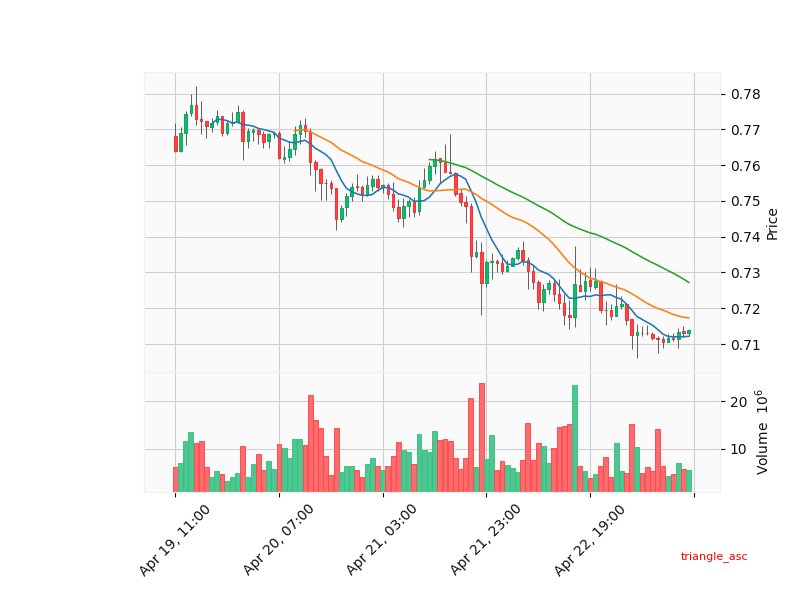 0.78
0.77
0.76
0.75
0.74
0.73
0.72
0.71
Price
20
10
Volume 10^6
Apr 19, 11:00
Apr 20, 07:00
Apr 21, 03:00
Apr 21, 23:00
Apr 22, 19:00
triangle_asc